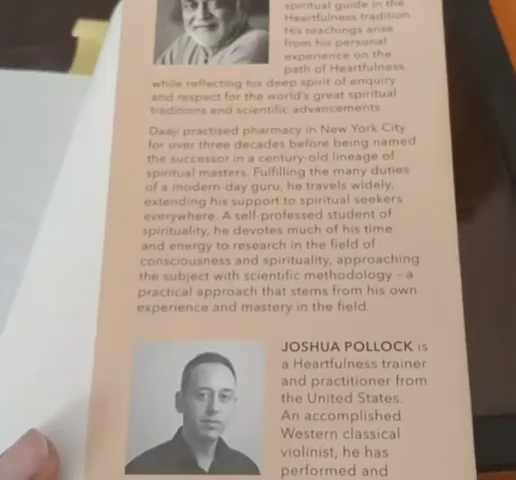 spiritual guide in the
Heartfulness tradition.
His teachings arise
from his personal
experience on the
path of Heartfulness,
while reflecting his deep spirit of enquiry
and respect for the world's great spiritual
traditions and scientific advancements
Daaji practised pharmacy in New York City
for over three decades before being named
the successor in a century-old lineage of
spiritual masters. Fulfilling the many duties
of a modern-day guru, he travels widely,
extending his support to spiritual seekers
everywhere. A self-professed student of
spirituality, he devotes much of his time
and energy to research in the field of
consciousness and spirituality, approaching
the subject with scientific methodology – a
practical approach that stems from his own
experience and mastery in the field.
JOSHUA POLLOCK is
a Heartfulness trainer
and practitioner from
the United States.
An accomplished
Western classical
violinist, he has
performed and